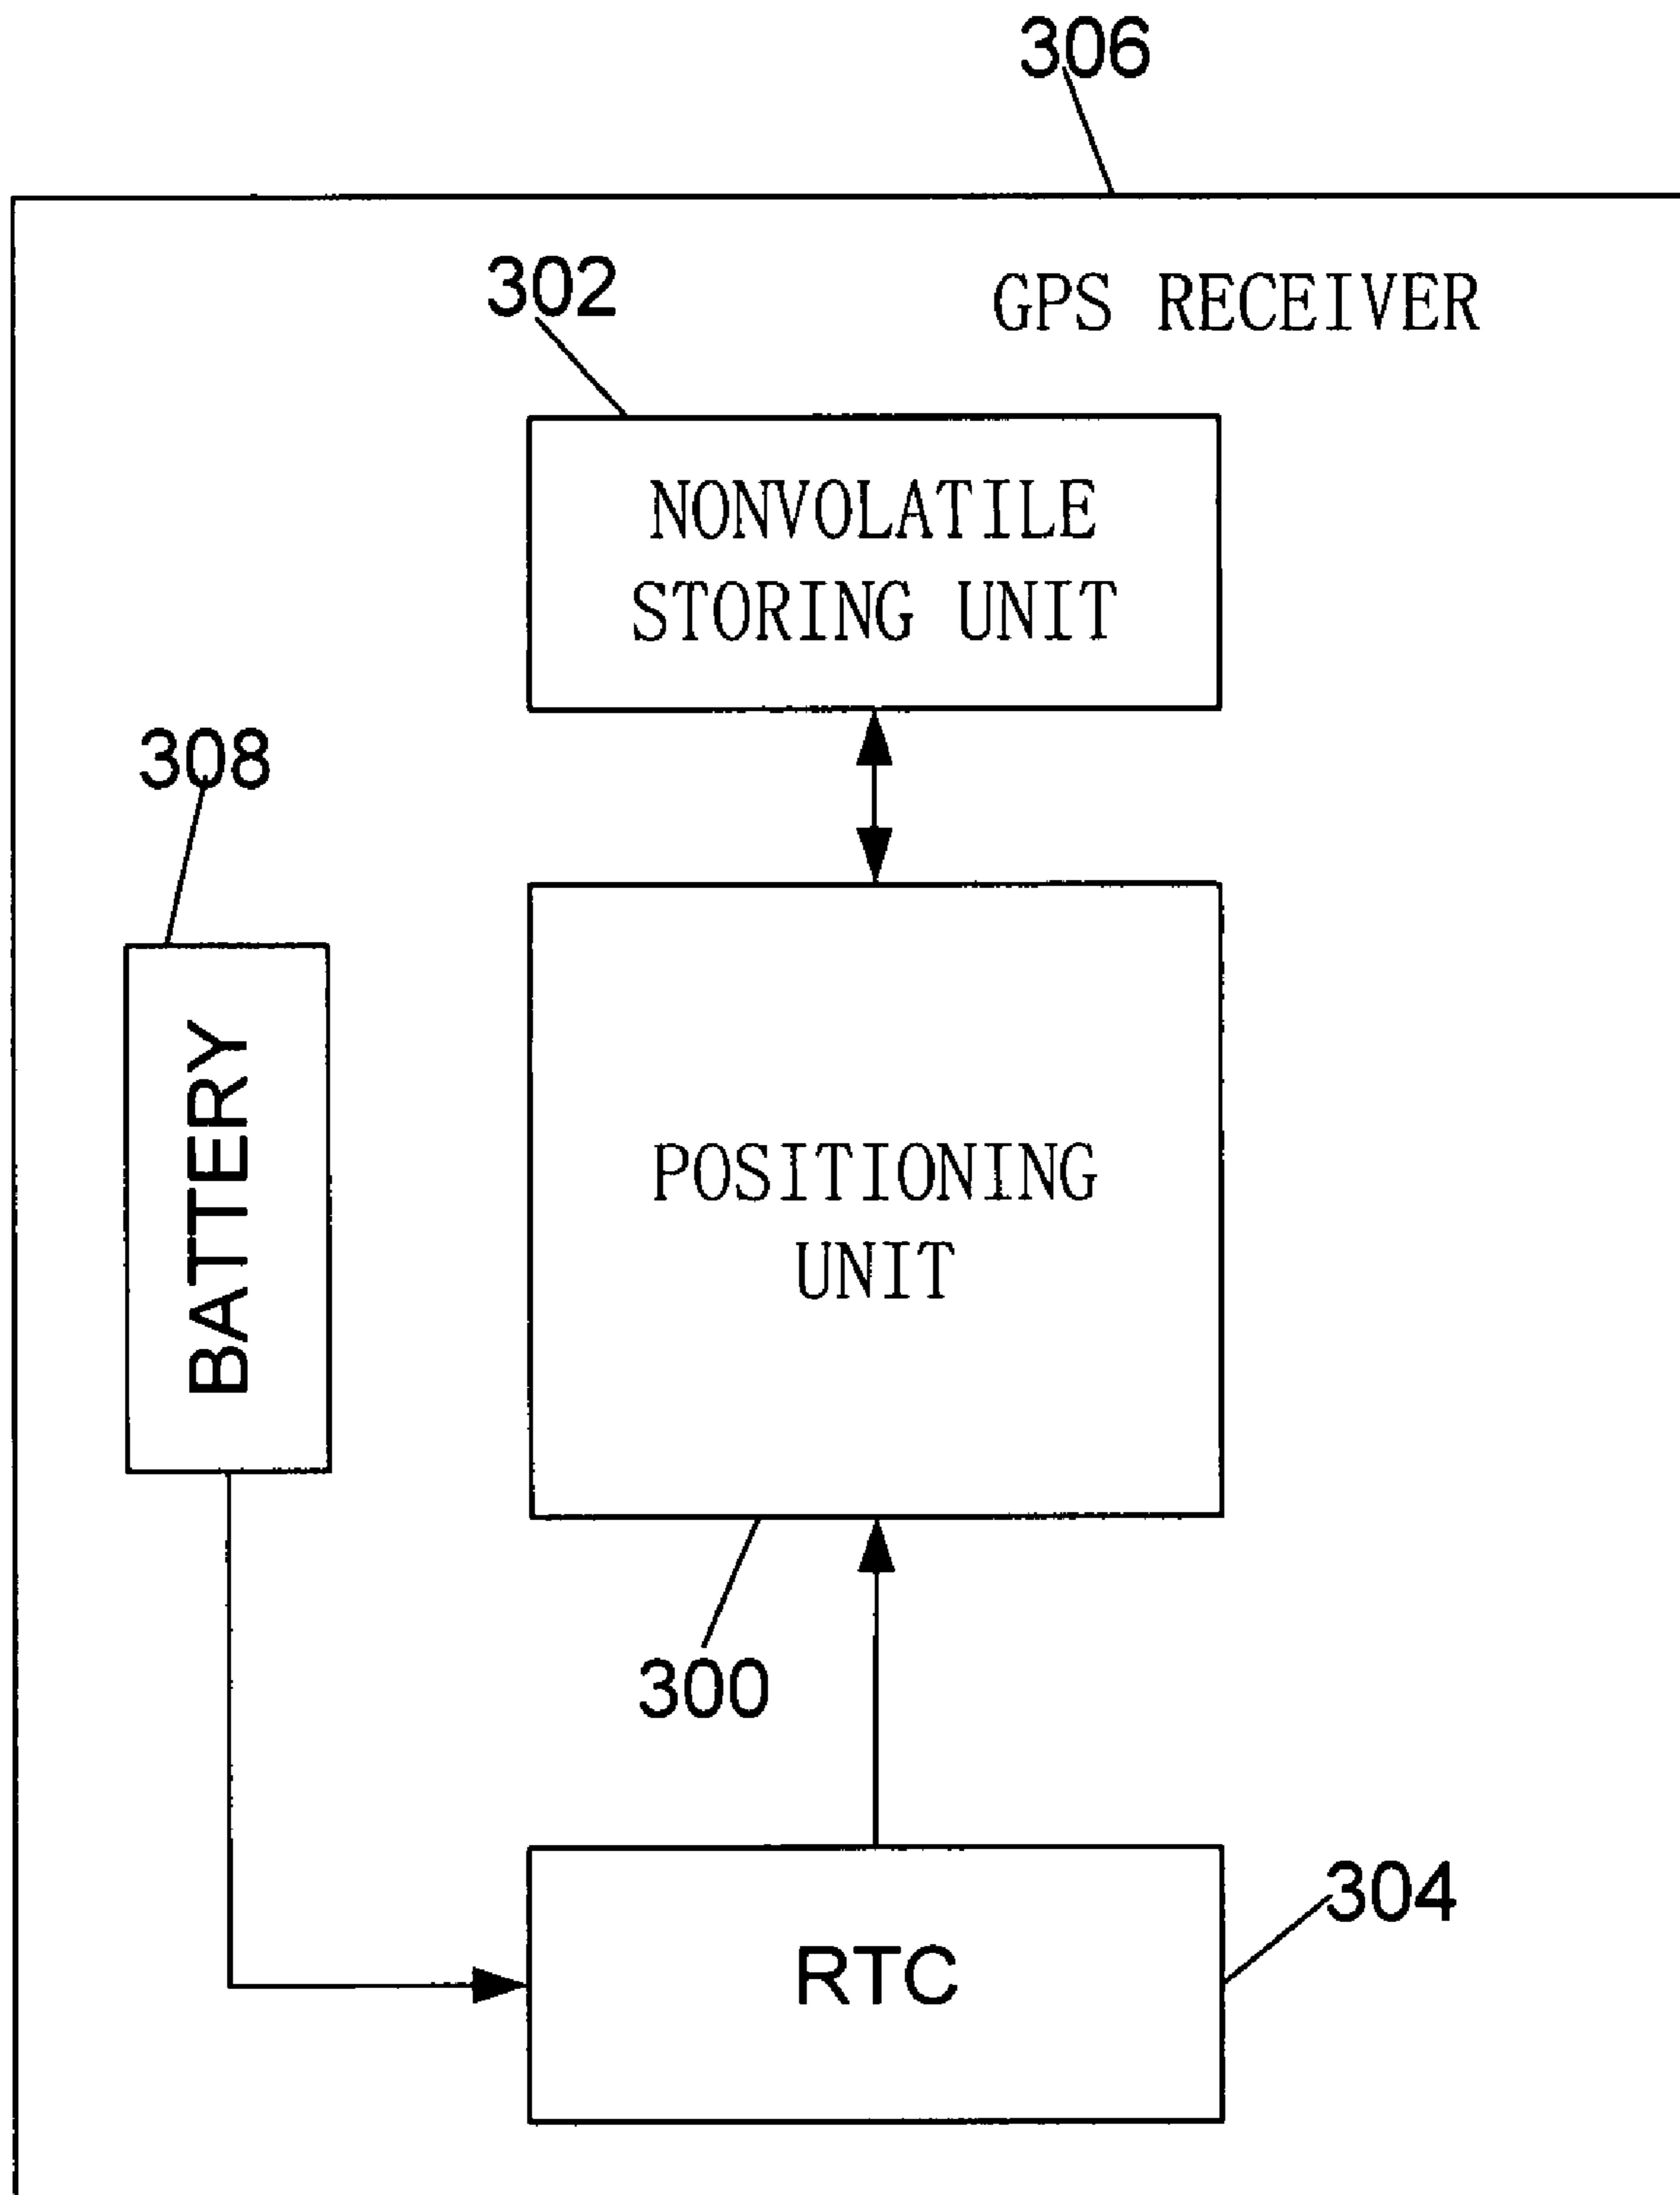 306
302
GPS RECEIVER
NONVOLATILE
STORING UNIT
308
BATTERY
POSITIONING
UNIT
300
304
RTC